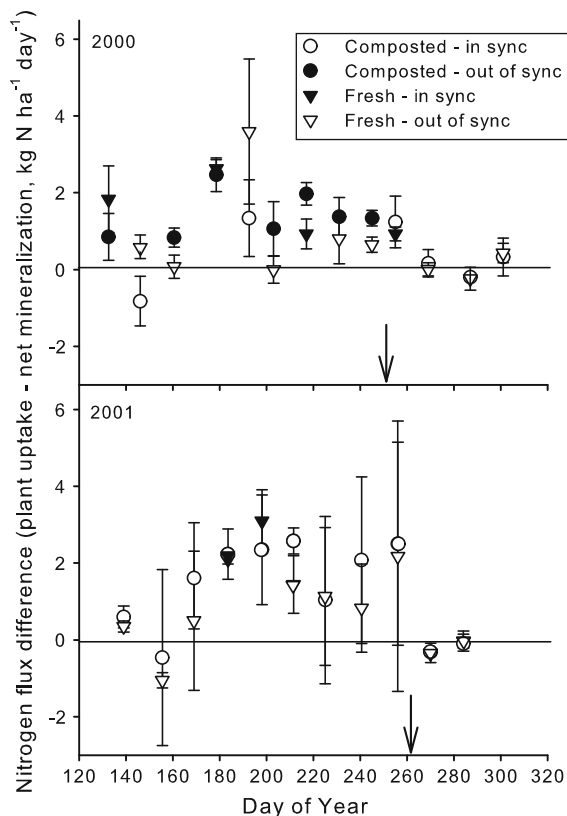 Nitrogen flux difference (plant uptake - net mineralization, kg N ha⁻¹ day⁻¹)
2000
Composted - in sync
Composted - out of sync
Fresh - in sync
Fresh - out of sync
6
4
2
0
-2
2001
6
4
2
0
-2
120 140 160 180 200 220 240 260 280 300 320
Day of Year